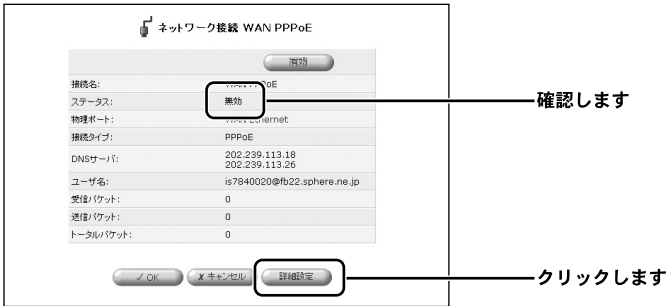 ネットワーク接続 WAN PPPoE
有効
接続名: WAN PPPoE
ステータス: 無効
確認します
物理ポート: WAN Ethernet
接続タイプ: PPPoE
DNSサーバ: 202.239.113.18
202.239.113.26
ユーザ名: is7840020@fb22.sphere.ne.jp
受信パケット: 0
送信パケット: 0
トータルパケット: 0
✓ OK
✗ キャンセル
詳細設定
クリックします